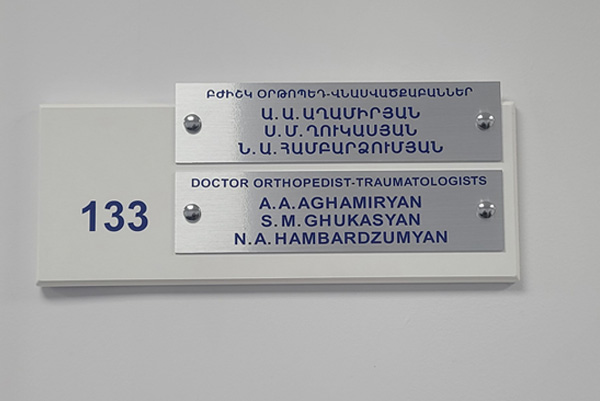 133
ԲԺԻՇԿ ՕՐԹՈՊԵԴ-ՎՆԱՍՎԱԾՔԱԲԱՆՆԵՐ
Ա. Ա. ԱՂԱՄԻՐՅԱՆ
Ս. Մ. ՂՈՒԿԱՍՅԱՆ
Ն. Ա. ՀԱՄԲԱՐՁՈՒՄՅԱՆ
DOCTOR ORTHOPEDIST-TRAUMATOLOGISTS
A.A.AGHAMIRYAN
S.M.GHUKASYAN
N.A.HAMBARDZUMYAN